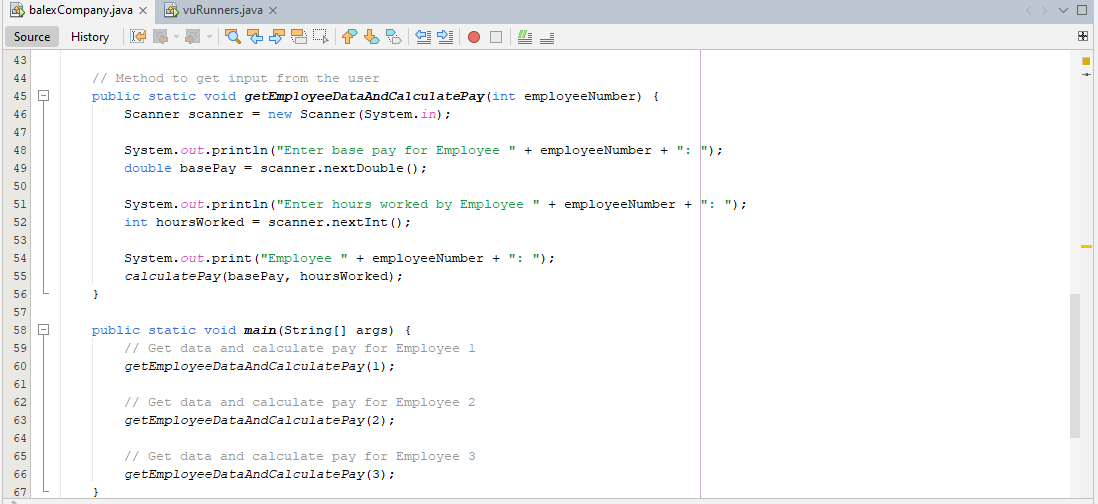 balexCompany.java vuRunners.java
Source History
43
44 // Method to get input from the user
45 public static void getEmployeeDataAndCalculatePay(int employeeNumber) {
46 Scanner scanner = new Scanner(System.in);
47
48 System.out.println("Enter base pay for Employee " + employeeNumber + ": ");
49 double basePay = scanner.nextDouble();
50
51 System.out.println("Enter hours worked by Employee " + employeeNumber + ": ");
52 int hoursWorked = scanner.nextInt();
53
54 System.out.print("Employee " + employeeNumber + ": ");
55 calculatePay(basePay, hoursWorked);
56 }
57
58 public static void main(String[] args) {
59 // Get data and calculate pay for Employee 1
60 getEmployeeDataAndCalculatePay(1);
61
62 // Get data and calculate pay for Employee 2
63 getEmployeeDataAndCalculatePay(2);
64
65 // Get data and calculate pay for Employee 3
66 getEmployeeDataAndCalculatePay(3);
67 }